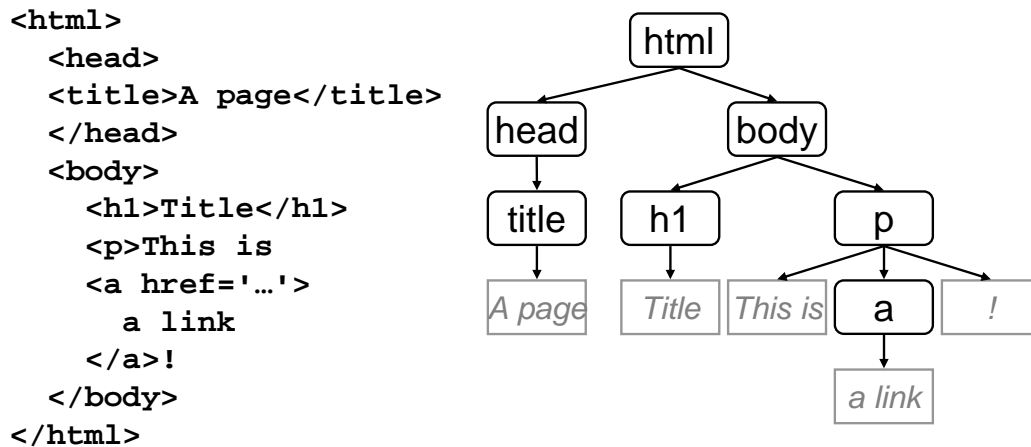 <html>
<head>
<title>A page</title>
</head>
<body>
<h1>Title</h1>
<p>This is
<a href='…'>
a link
</a>!
</body>
</html>
html
head
body
title
h1
p
A page
Title
This is
a
!
a link